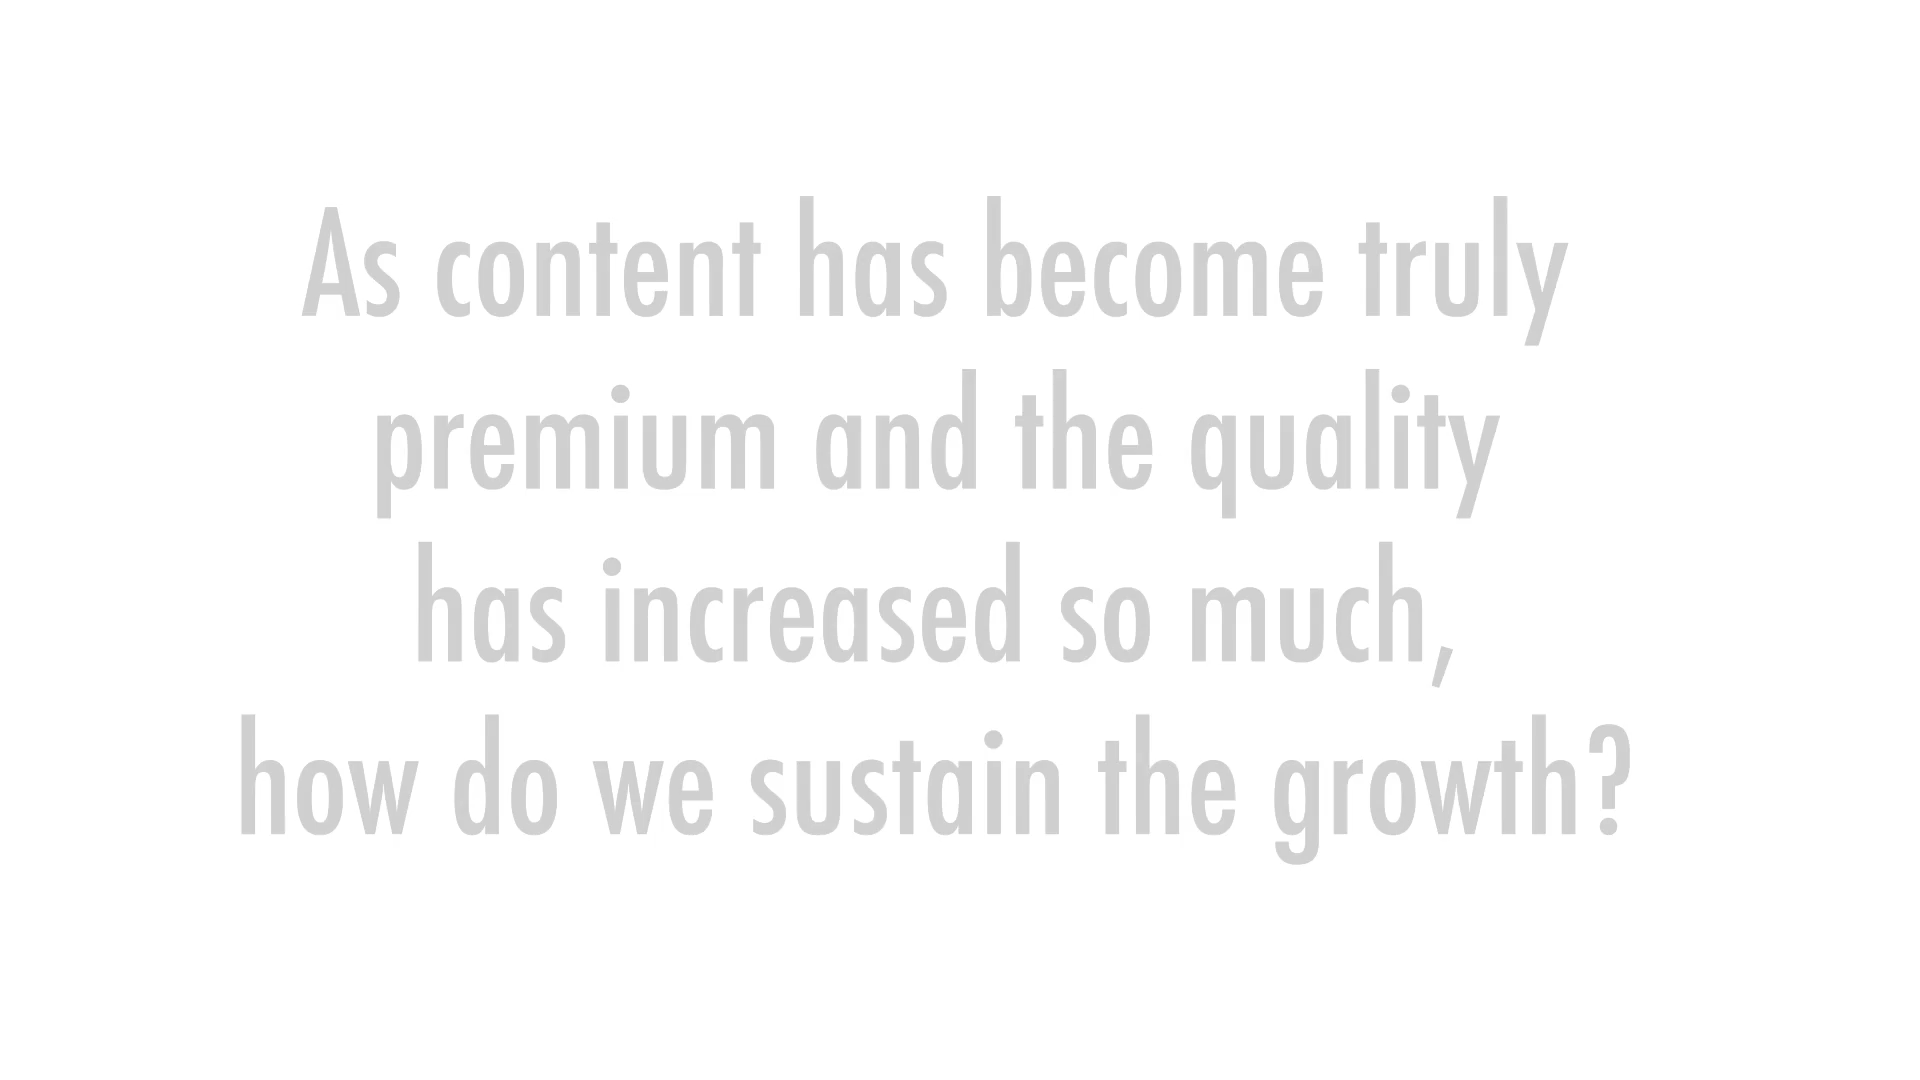 As content has become truly
premium and the quality
has increased so much,
how do we sustain the growth?